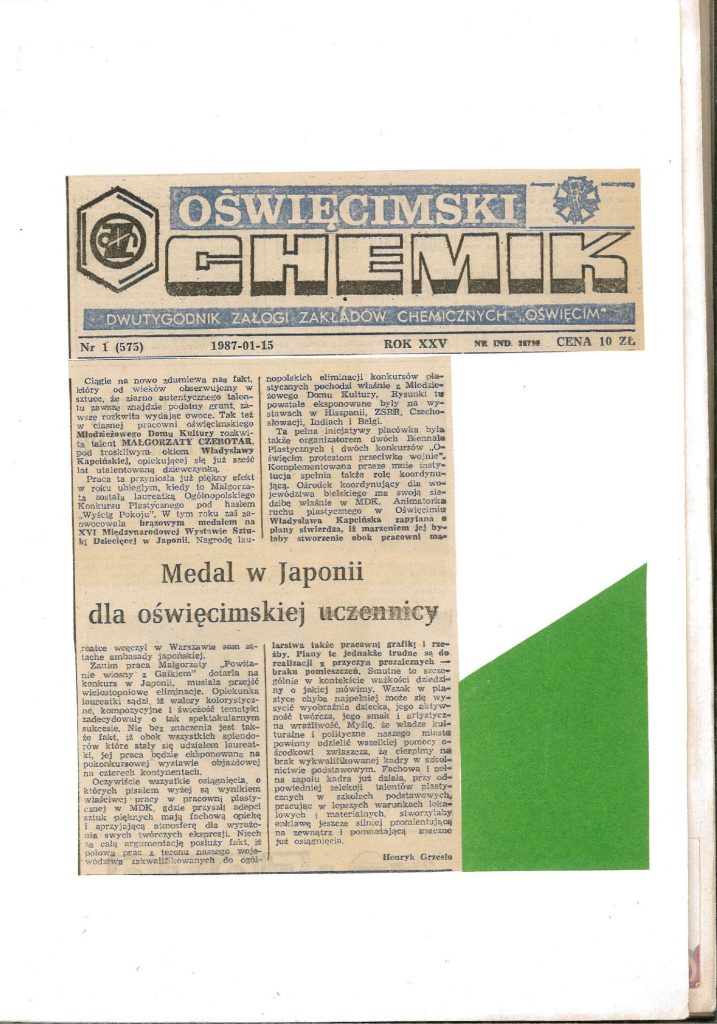 OŚWIĘCIMSKI
CHEMIK
DWUTYGODNIK ZAŁOGI ZAKŁADÓW CHEMICZNYCH „OŚWIĘCIM"
Nr 1 (575) 1987-01-15 ROK XXV NR IND. 36798 CENA 10 ZŁ
Ciągle na nowo zdumiewa nas fakt,
który od wieków obserwujemy w
sztuce, że ziarno autentycznego talen-
tu zawsze znajdzie podatny grunt, za-
wsze rozkwita wydając owoce. Tak też
w ciasnej pracowni oświęcimskiego
Młodzieżowego Domu Kultury rozkwi-
ta talent MAŁGORZATY CZEBOTAR,
pod troskliwym okiem Władysławy
Kapcińskiej, opiekującej się już sześć
lat utalentowaną dziewczynką.
Praca ta przyniosła już piękny efekt
w roku ubiegłym, kiedy to Małgorza-
ta została laureatką Ogólnopolskiego
Konkursu Plastycznego pod hasłem
„Wyścig Pokoju". W tym roku zaś za-
owocowała brązowym medalem na
XVI Międzynarodowej Wystawie Sztu-
ki Dziecięcej w Japonii. Nagrodę lau-
nopolskich eliminacji konkursów pla-
stycznych pochodzi właśnie z Młodzie-
żowego Domu Kultury. Rysunki tu
powstałe eksponowane były na wy-
stawach w Hiszpanii, ZSRR, Czecho-
słowacji, Indiach i Belgi.
Ta pełna inicjatywy placówka była
także organizatorem dwóch Biennale
Plastycznych i dwóch konkursów „O-
święcim protestem przeciwko wojnie".
Komplementowana przeze mnie insty-
tucja spełnia także rolę koordynu-
jącą. Ośrodek koordynujący dla wo-
jewództwa bielskiego ma swoją sie-
dzibę właśnie w MDK. Animatorka
ruchu plastycznego w Oświęcimiu
Władysława Kapcińska zapytana o
plany stwierdza, iż marzeniem jej by-
łoby stworzenie obok pracowni ma-
Medal w Japonii
dla oświęcimskiej uczennicy
reatce wręczył w Warszawie sam at-
tache ambasady japońskiej.
Zanim praca Małgorzaty „Powita-
nie wiosny z Gaikiem" dotarła na
konkurs w Japonii, musiała przejść
wielostopniowe eliminacje. Opiekunka
laureatki sądzi, iż walory kolorystycz-
ne, kompozycyjne i świeżość tematyki
zadecydowały o tak spektakularnym
sukcesie. Nie bez znaczenia jest tak-
że fakt, iż obok wszystkich splendo-
rów które stały się udziałem laureat-
ki, jej praca będzie eksponowana na
pokonkursowej wystawie objazdowej
na czterech kontynentach.
Oczywiście wszystkie osiągnięcia, o
których pisałem wyżej są wynikiem
właściwej pracy w pracowni plasty-
cznej w MDK, gdzie przyszli adepci
sztuk pięknych mają fachową opiekę
i sprzyjającą atmosferę dla wyraże-
nia swych twórczych ekspresji. Niech
za całą argumentację posłuży fakt, iż
połowa prac z terenu naszego woje-
wództwa zakwalifikowanych do ogól-
larstwa także pracowni grafiki i rze-
źby. Plany te jednakże trudne są do
realizacji z przyczyn prozaicznych —
braku pomieszczeń. Smutne to szcze-
gólnie w kontekście ważkości dziedzi-
ny o jakiej mówimy. Wszak w pla-
styce chyba najpełniej może się wy-
życić wyobraźnia dziecka, jego aktyw-
ność twórcza, jego smak i artystycz-
na wrażliwość. Myślę, że władze kul-
turalne i polityczne naszego miasta
powinny udzielić wszelkiej pomocy o-
środkowi zwłaszcza, że cierpimy na
brak wykwalifikowanej kadry w szkol-
nictwie podstawowym. Fachowa i peł-
na zapału kadra już działa, przy od-
powiedniej selekcji talentów plasty-
cznych w szkołach podstawowych,
pracując w lepszych warunkach loka-
lowych i materialnych, stworzyłaby
enklawę jeszcze silniej promieniującą
na zewnątrz i pomnażającą znaczne
już osiągnięcia.
Henryk Grzesło